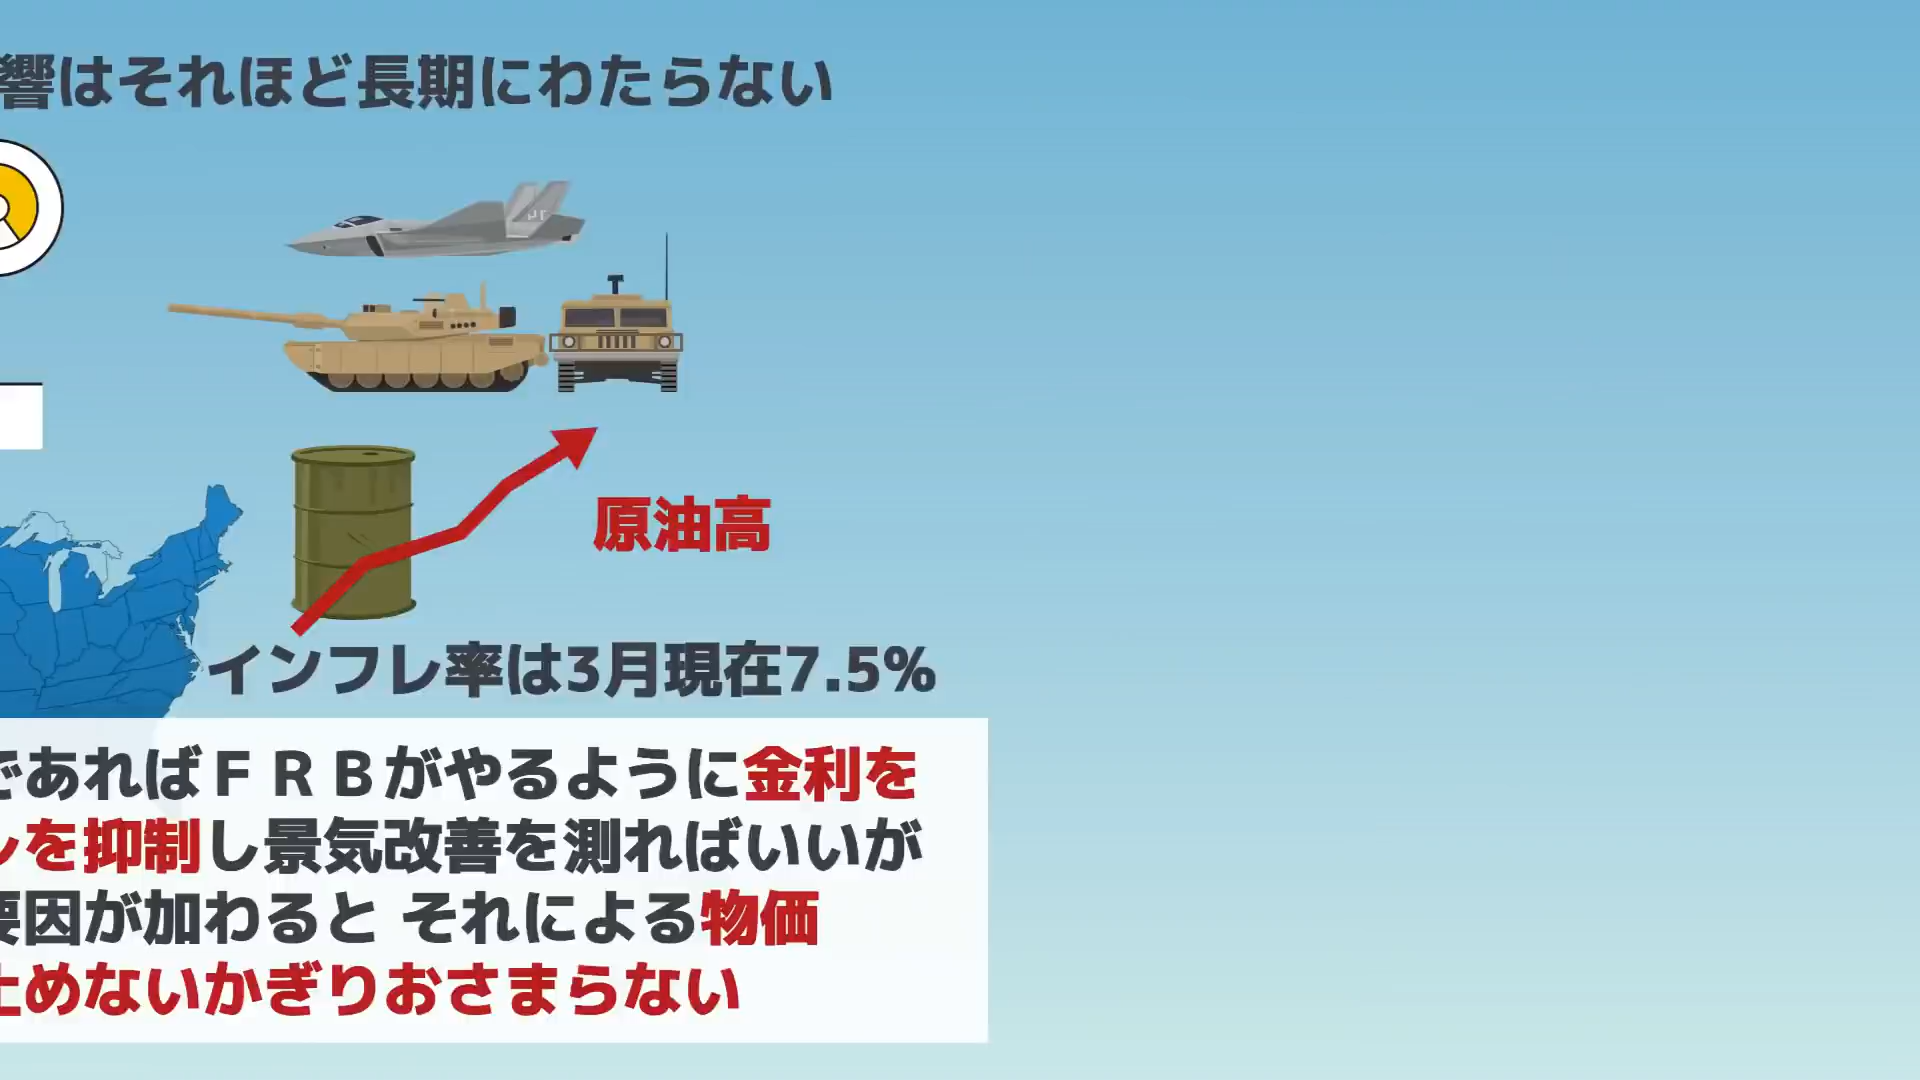 響はそれほど長期にわたらない
原油高
インフレ率は3月現在7.5%
であればＦＲＢがやるように金利を
レを抑制し景気改善を測ればいいが
要因が加わると それによる物価
止めないかぎりおさまらない